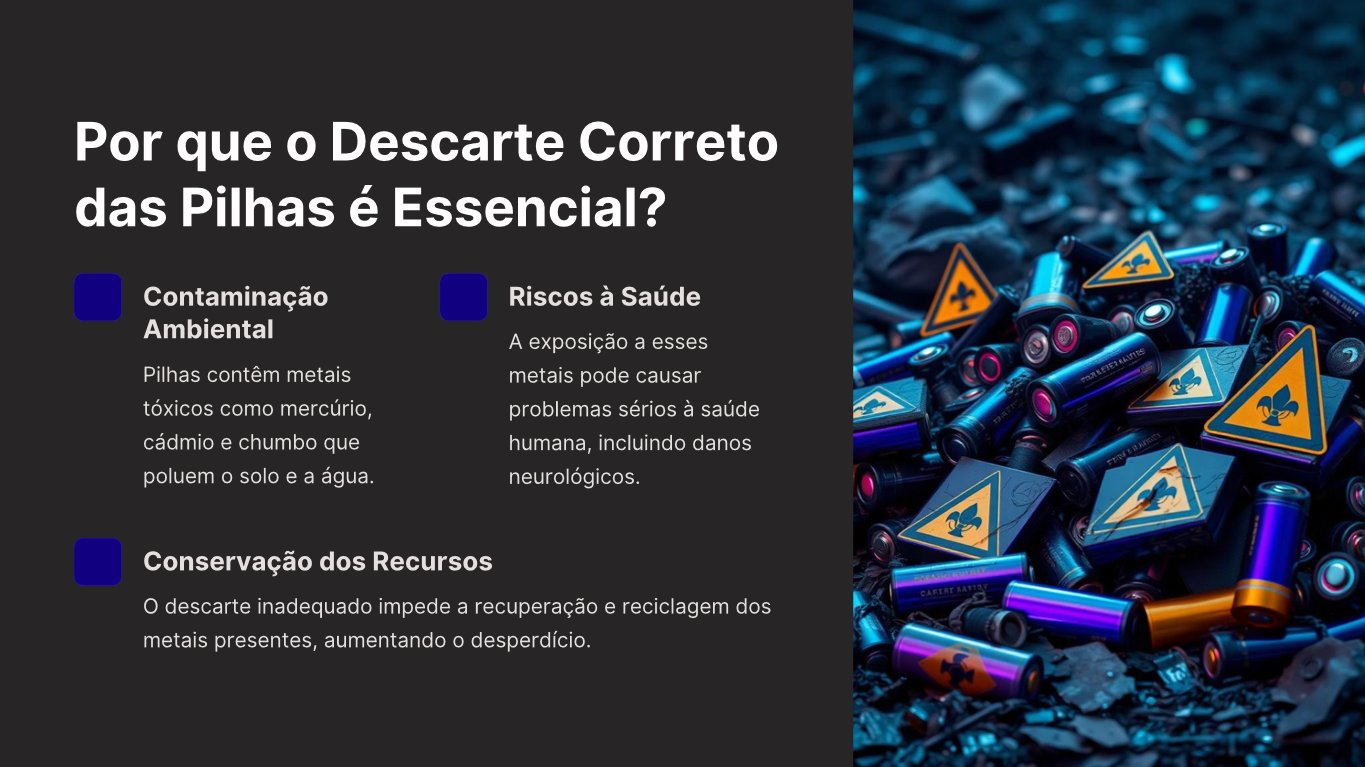 Por que o Descarte Correto
das Pilhas é Essencial?
Contaminação
Ambiental
Pilhas contêm metais
tóxicos como mercúrio,
cádmio e chumbo que
poluem o solo e a água.
Riscos à Saúde
A exposição a esses
metais pode causar
problemas sérios à saúde
humana, incluindo danos
neurológicos.
Conservação dos Recursos
O descarte inadequado impede a recuperação e reciclagem dos
metais presentes, aumentando o desperdício.